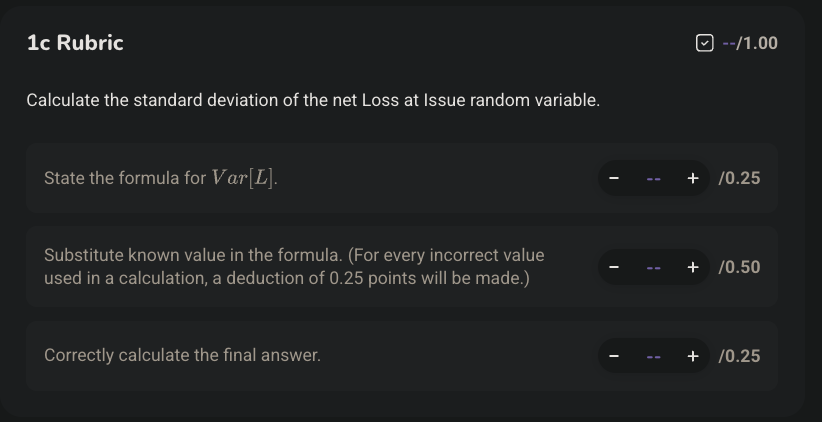 1c Rubric
--/1.00
Calculate the standard deviation of the net Loss at Issue random variable.
State the formula for Var[L].
− -- + /0.25
Substitute known value in the formula. (For every incorrect value
used in a calculation, a deduction of 0.25 points will be made.)
− -- + /0.50
Correctly calculate the final answer.
− -- + /0.25